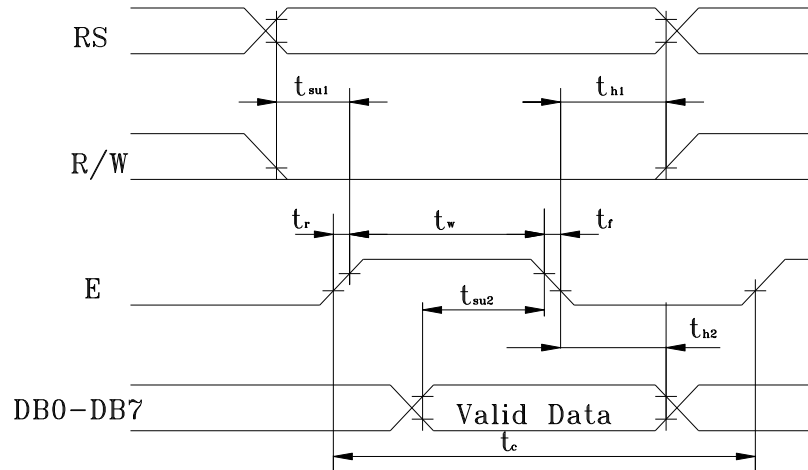 RS
tsu1
th1
R/W
tr
tw
tf
E
tsu2
th2
DB0-DB7
Valid Data
tc